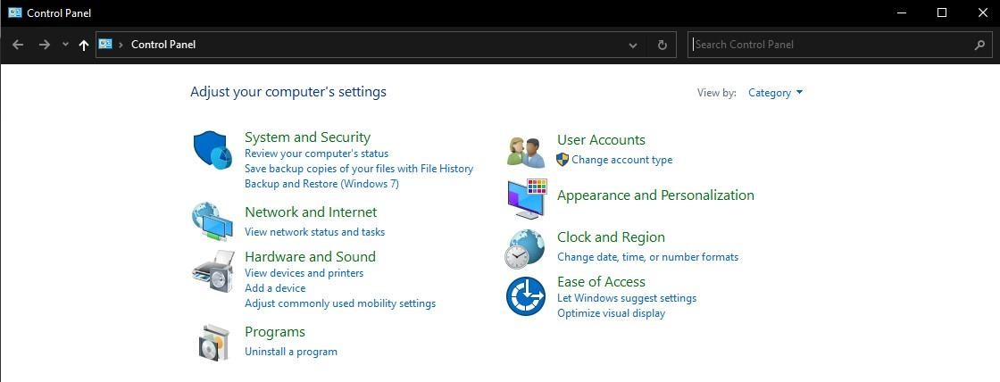 Control Panel
Control Panel
Search Control Panel
Adjust your computer's settings
View by: Category
System and Security
Review your computer's status
Save backup copies of your files with File History
Backup and Restore (Windows 7)
Network and Internet
View network status and tasks
Hardware and Sound
View devices and printers
Add a device
Adjust commonly used mobility settings
Programs
Uninstall a program
User Accounts
Change account type
Appearance and Personalization
Clock and Region
Change date, time, or number formats
Ease of Access
Let Windows suggest settings
Optimize visual display